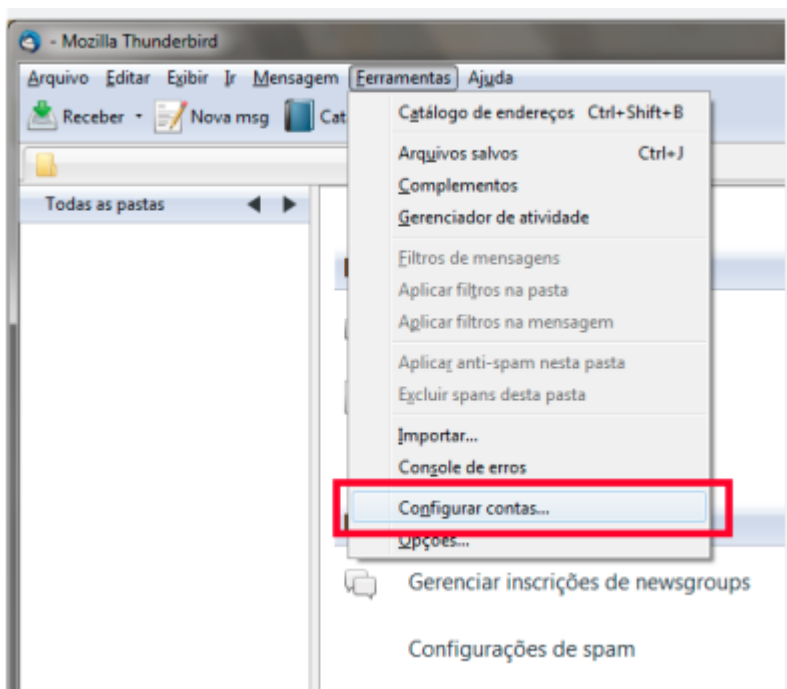 - Mozilla Thunderbird
Arquivo Editar Exibir Ir Mensagem Ferramentas Ajuda
Receber Nova msg Cat
Catálogo de endereços Ctrl+Shift+B
Arquivos salvos Ctrl+J
Complementos
Gerenciador de atividade
Todas as pastas
Filtros de mensagens
Aplicar filtros na pasta
Aplicar filtros na mensagem
Aplicar anti-spam nesta pasta
Excluir spans desta pasta
Importar...
Console de erros
Configurar contas...
Opções...
Gerenciar inscrições de newsgroups
Configurações de spam